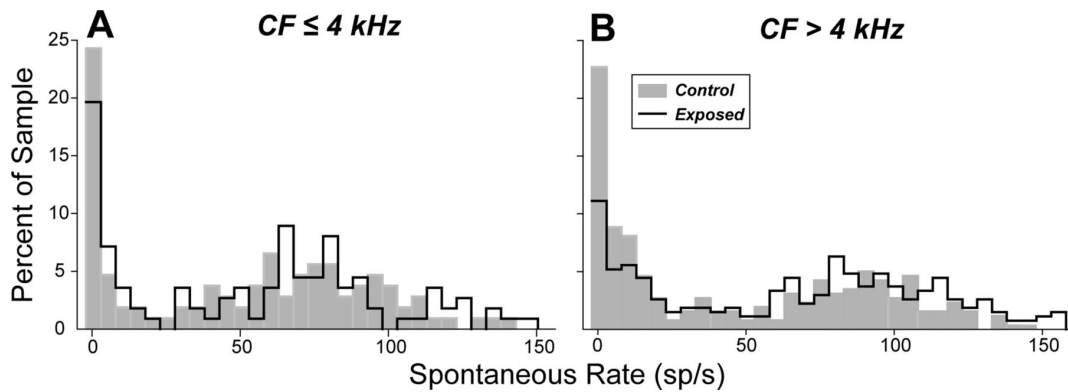 A CF ≤ 4 kHz
B CF > 4 kHz
Control
Exposed
Percent of Sample
25
20
15
10
5
0
0 50 100 150
0 50 100 150
Spontaneous Rate (sp/s)